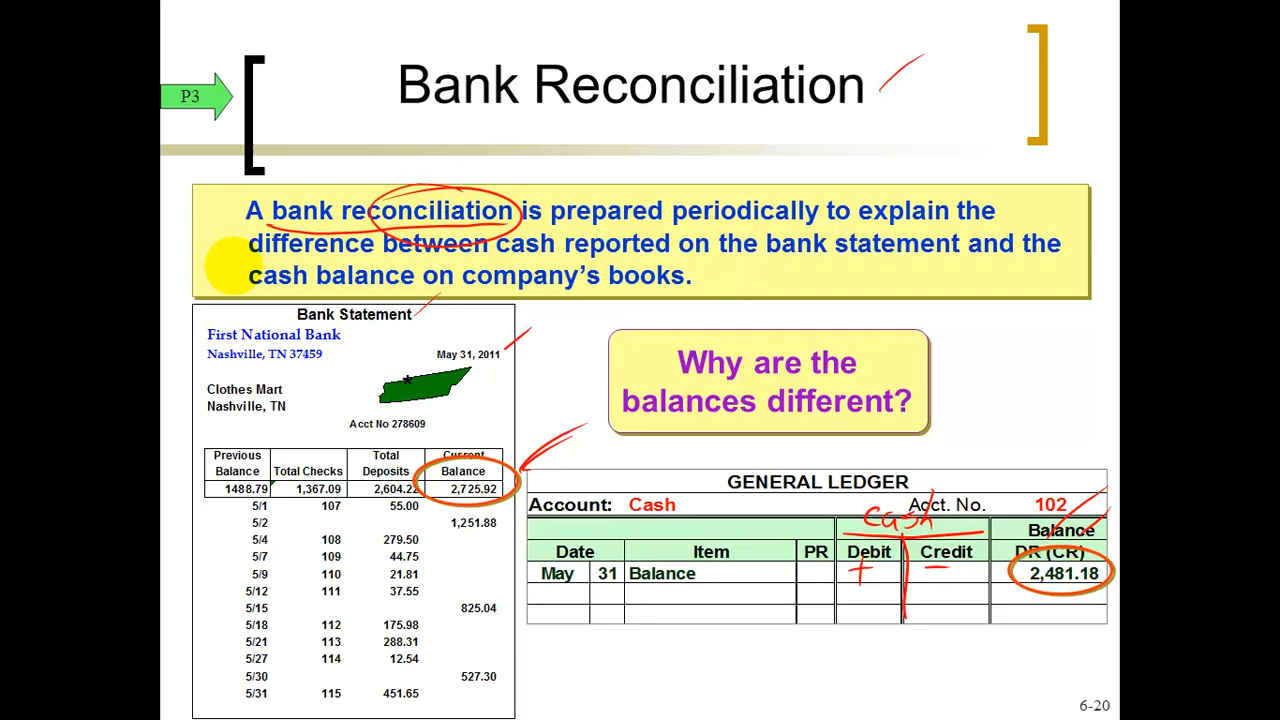 P3
Bank Reconciliation
A bank reconciliation is prepared periodically to explain the
difference between cash reported on the bank statement and the
cash balance on company's books.
Bank Statement
First National Bank
Nashville, TN 37459
May 31, 2011
Clothes Mart
Nashville, TN
Acct No 278609
Previous Total Current
Balance Total Checks Deposits Balance
1488.79 1,367.09 2,604.22 2,725.92
5/1 107 55.00
5/2 1,251.88
5/4 108 279.50
5/7 109 44.75
5/9 110 21.81
5/12 111 37.55
5/15 825.04
5/18 112 175.98
5/21 113 288.31
5/27 114 12.54
5/30 527.30
5/31 115 451.65
Why are the
balances different?
GENERAL LEDGER
Account: Cash Acct. No. 102
Cash
Balance
Date Item PR Debit Credit DR (CR)
May 31 Balance + − 2,481.18
6-20